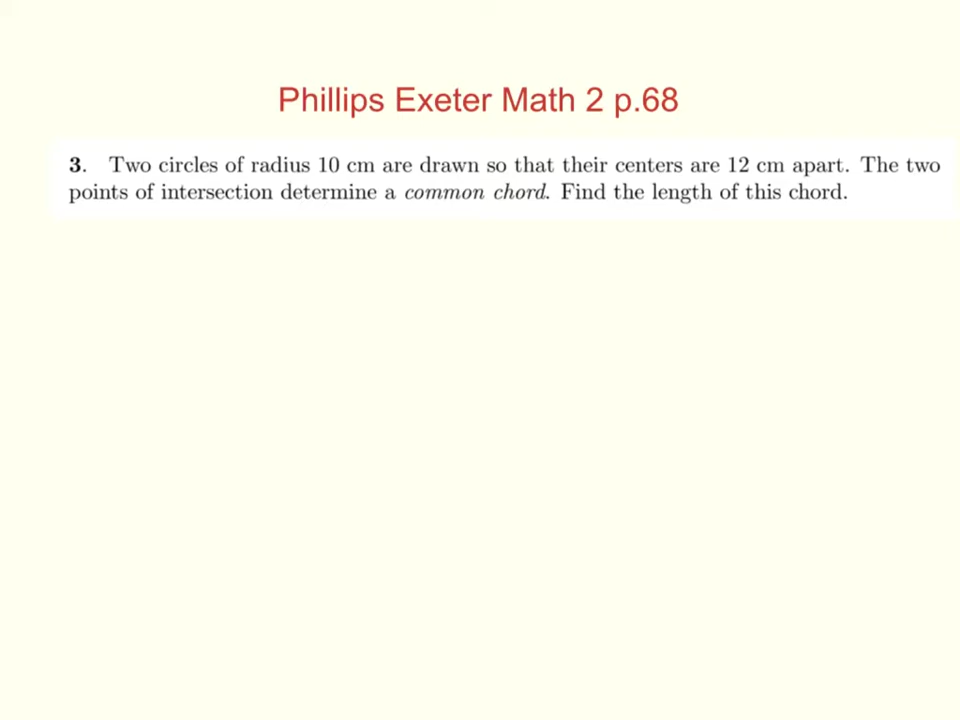 Phillips Exeter Math 2 p.68
3. Two circles of radius 10 cm are drawn so that their centers are 12 cm apart. The two
points of intersection determine a common chord. Find the length of this chord.